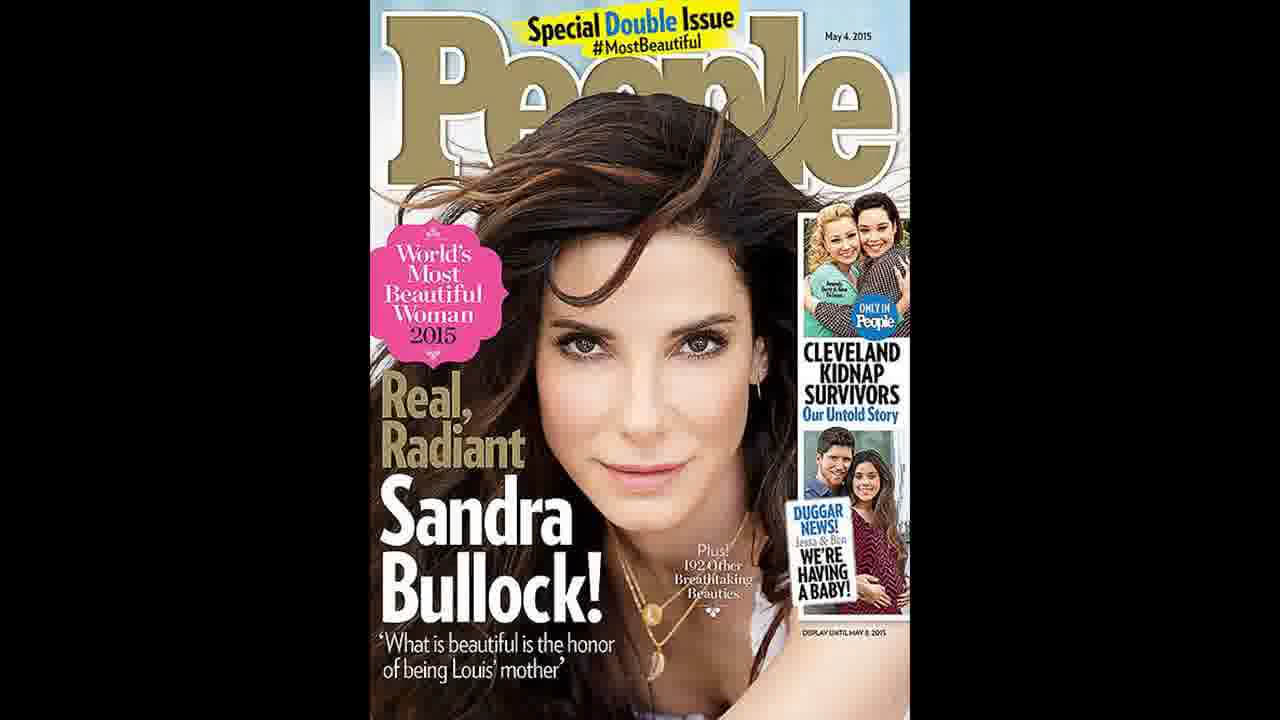 Special Double Issue
#MostBeautiful
May 4, 2015
People
World's
Most
Beautiful
Woman
2015
Real,
Radiant
Sandra
Bullock!
‘What is beautiful is the honor
of being Louis’ mother’
Plus!
192 Other
Breathtaking
Beauties
ONLY IN
People
CLEVELAND
KIDNAP
SURVIVORS
Our Untold Story
DUGGAR
NEWS!
Jessa & Ben
WE'RE
HAVING
A BABY!
DISPLAY UNTIL MAY 8, 2015